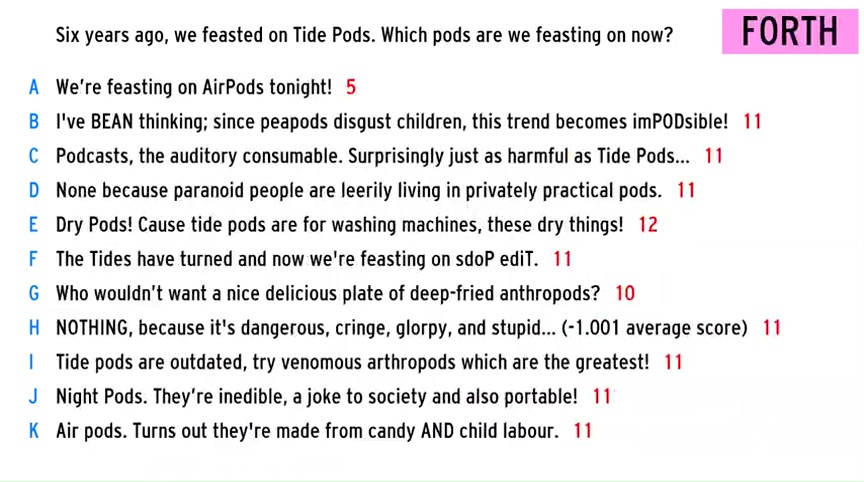 Six years ago, we feasted on Tide Pods. Which pods are we feasting on now?
FORTH
A We're feasting on AirPods tonight! 5
B I've BEAN thinking; since peapods disgust children, this trend becomes imPODsible! 11
C Podcasts, the auditory consumable. Surprisingly just as harmful as Tide Pods... 11
D None because paranoid people are leerily living in privately practical pods. 11
E Dry Pods! Cause tide pods are for washing machines, these dry things! 12
F The Tides have turned and now we're feasting on sdoP ediT. 11
G Who wouldn't want a nice delicious plate of deep-fried anthropods? 10
H NOTHING, because it's dangerous, cringe, glorpy, and stupid... (-1.001 average score) 11
I Tide pods are outdated, try venomous arthropods which are the greatest! 11
J Night Pods. They're inedible, a joke to society and also portable! 11
K Air pods. Turns out they're made from candy AND child labour. 11